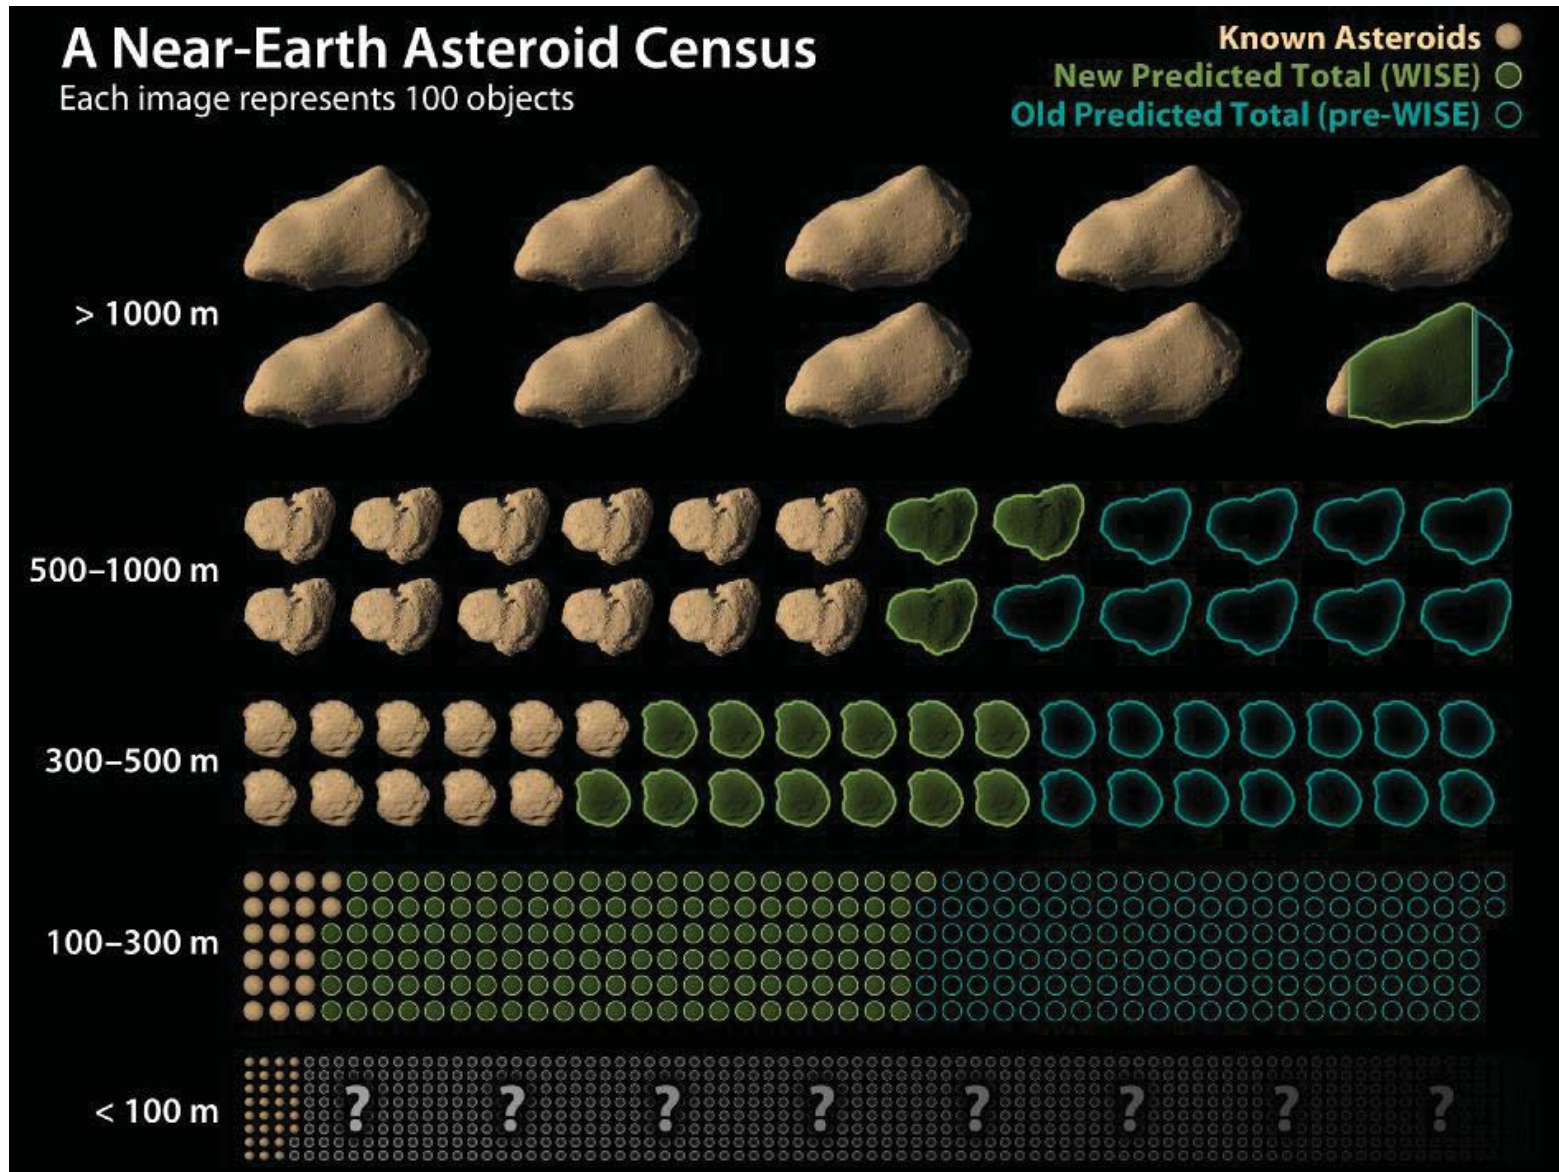 A Near-Earth Asteroid Census
Each image represents 100 objects
Known Asteroids
New Predicted Total (WISE)
Old Predicted Total (pre-WISE)
> 1000 m
500–1000 m
300–500 m
100–300 m
< 100 m
? ? ? ? ? ? ? ?